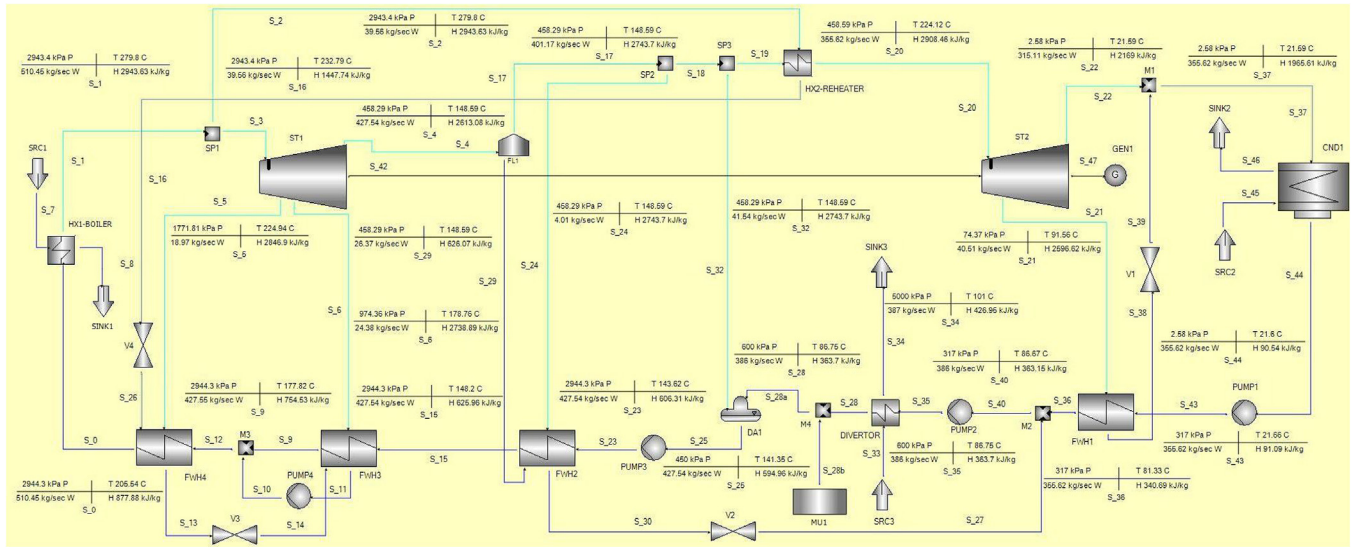 S_2
2943.4 kPa P T 279.8 C
39.56 kg/sec W H 2943.63 kJ/kg
S_2
458.29 kPa P T 148.59 C
401.17 kg/sec W H 2743.7 kJ/kg
S_17
SP2
S_18
SP3
S_19
HX2-REHEATER
458.59 kPa P T 224.12 C
355.62 kg/sec W H 2908.46 kJ/kg
S_20
2.58 kPa P T 21.59 C
315.11 kg/sec W H 2169 kJ/kg
S_22
M1
2.58 kPa P T 21.59 C
355.62 kg/sec W H 1965.61 kJ/kg
S_37
2943.4 kPa P T 279.8 C
510.45 kg/sec W H 2943.63 kJ/kg
S_1
2943.4 kPa P T 232.79 C
39.56 kg/sec W H 1447.74 kJ/kg
S_16
S_17
458.29 kPa P T 148.59 C
427.54 kg/sec W H 2613.08 kJ/kg
S_4
S_20
S_22
S_37
SINK2
SRC1
S_1
S_3
SP1
ST1
S_4
FL1
ST2
S_47
GEN1
G
S_46
CND1
S_7
S_16
S_42
S_45
HX1-BOILER
S_5
1771.81 kPa P T 224.94 C
18.97 kg/sec W H 2846.9 kJ/kg
S_5
458.29 kPa P T 148.59 C
26.37 kg/sec W H 626.07 kJ/kg
S_29
458.29 kPa P T 148.59 C
4.01 kg/sec W H 2743.7 kJ/kg
S_24
458.29 kPa P T 148.59 C
41.54 kg/sec W H 2743.7 kJ/kg
S_32
S_21
74.37 kPa P T 91.56 C
40.51 kg/sec W H 2596.62 kJ/kg
S_21
S_39
SRC2
S_8
SINK1
S_29
S_24
S_32
SINK3
V1
S_44
V4
S_6
974.36 kPa P T 178.76 C
24.38 kg/sec W H 2738.89 kJ/kg
S_6
5000 kPa P T 101 C
387 kg/sec W H 426.95 kJ/kg
S_34
S_34
S_38
2.58 kPa P T 21.6 C
355.62 kg/sec W H 90.54 kJ/kg
S_44
600 kPa P T 86.75 C
386 kg/sec W H 363.7 kJ/kg
S_28
317 kPa P T 86.67 C
386 kg/sec W H 363.15 kJ/kg
S_40
S_26
2944.3 kPa P T 177.82 C
427.55 kg/sec W H 754.53 kJ/kg
S_9
2944.3 kPa P T 148.2 C
427.54 kg/sec W H 625.96 kJ/kg
S_15
2944.3 kPa P T 143.62 C
427.54 kg/sec W H 606.31 kJ/kg
S_23
S_28a
PUMP1
S_0
S_12
M3
S_9
S_15
S_23
S_25
DA1
M4
S_28
S_35
S_40
M2
S_36
S_43
FWH4
PUMP4
FWH3
FWH2
PUMP3
DIVERTOR
PUMP2
FWH1
S_10
S_11
450 kPa P T 141.35 C
427.54 kg/sec W H 594.96 kJ/kg
S_25
S_28b
S_33
600 kPa P T 86.75 C
386 kg/sec W H 363.7 kJ/kg
S_35
317 kPa P T 21.66 C
355.62 kg/sec W H 91.09 kJ/kg
S_43
2944.3 kPa P T 205.54 C
510.45 kg/sec W H 877.88 kJ/kg
S_0
317 kPa P T 81.33 C
355.62 kg/sec W H 340.69 kJ/kg
S_36
S_13
V3
S_14
S_30
V2
MU1
SRC3
S_27